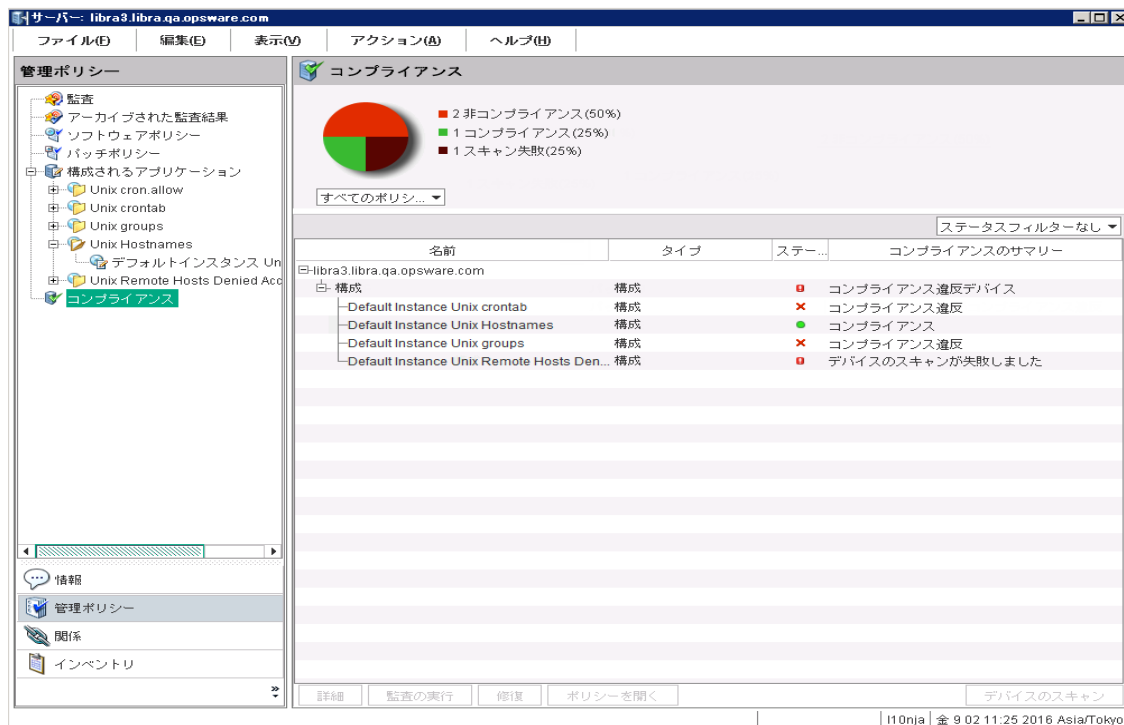 サーバー: libra3.libra.qa.opsware.com
ファイル(F) 編集(E) 表示(V) アクション(A) ヘルプ(H)
管理ポリシー
監査
アーカイブされた監査結果
ソフトウェアポリシー
パッチポリシー
構成されるアプリケーション
Unix cron.allow
Unix crontab
Unix groups
Unix Hostnames
デフォルトインスタンス Un
Unix Remote Hosts Denied Acc
コンプライアンス
情報
管理ポリシー
関係
インベントリ
コンプライアンス
2 非コンプライアンス(50%)
1 コンプライアンス(25%)
1 スキャン失敗(25%)
すべてのポリシ...
ステータスフィルターなし
名前 タイプ ステー... コンプライアンスのサマリー
libra3.libra.qa.opsware.com
構成 構成 コンプライアンス違反デバイス
Default Instance Unix crontab 構成 コンプライアンス違反
Default Instance Unix Hostnames 構成 コンプライアンス
Default Instance Unix groups 構成 コンプライアンス違反
Default Instance Unix Remote Hosts Den... 構成 デバイスのスキャンが失敗しました
詳細 監査の実行 修復 ポリシーを開く デバイスのスキャン
l10nja 金 9 02 11:25 2016 Asia/Tokyo